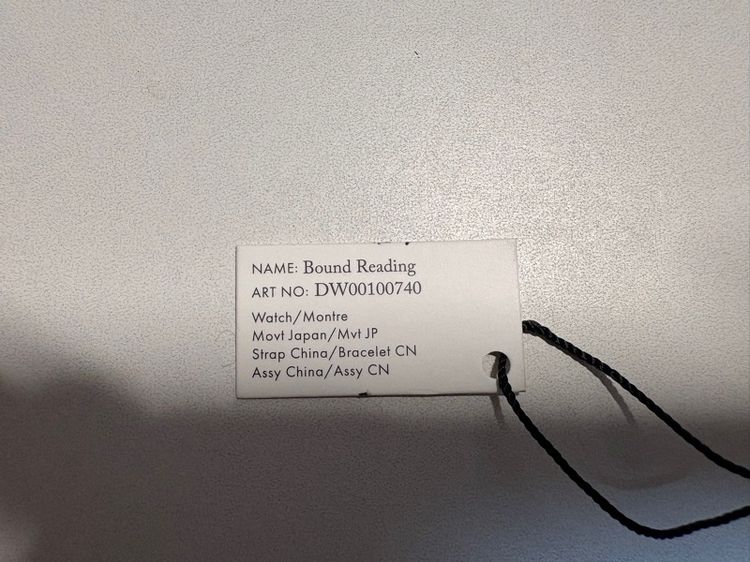 NAME: Bound Reading
ART NO: DW00100740
Watch/Montre
Movt Japan/Mvt JP
Strap China/Bracelet CN
Assy China/Assy CN